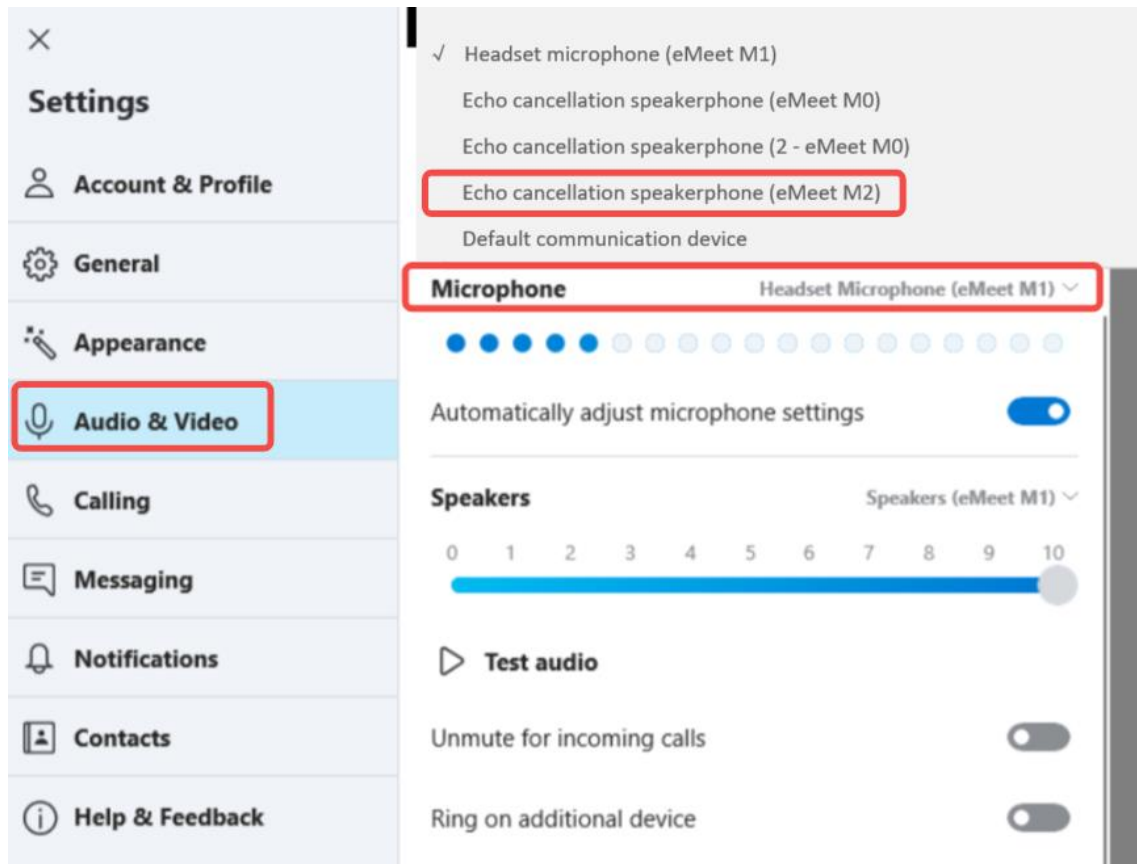 Settings
Account & Profile
General
Appearance
Audio & Video
Calling
Messaging
Notifications
Contacts
Help & Feedback
√ Headset microphone (eMeet M1)
Echo cancellation speakerphone (eMeet M0)
Echo cancellation speakerphone (2 - eMeet M0)
Echo cancellation speakerphone (eMeet M2)
Default communication device
Microphone Headset Microphone (eMeet M1)
Automatically adjust microphone settings
Speakers Speakers (eMeet M1)
0 1 2 3 4 5 6 7 8 9 10
Test audio
Unmute for incoming calls
Ring on additional device